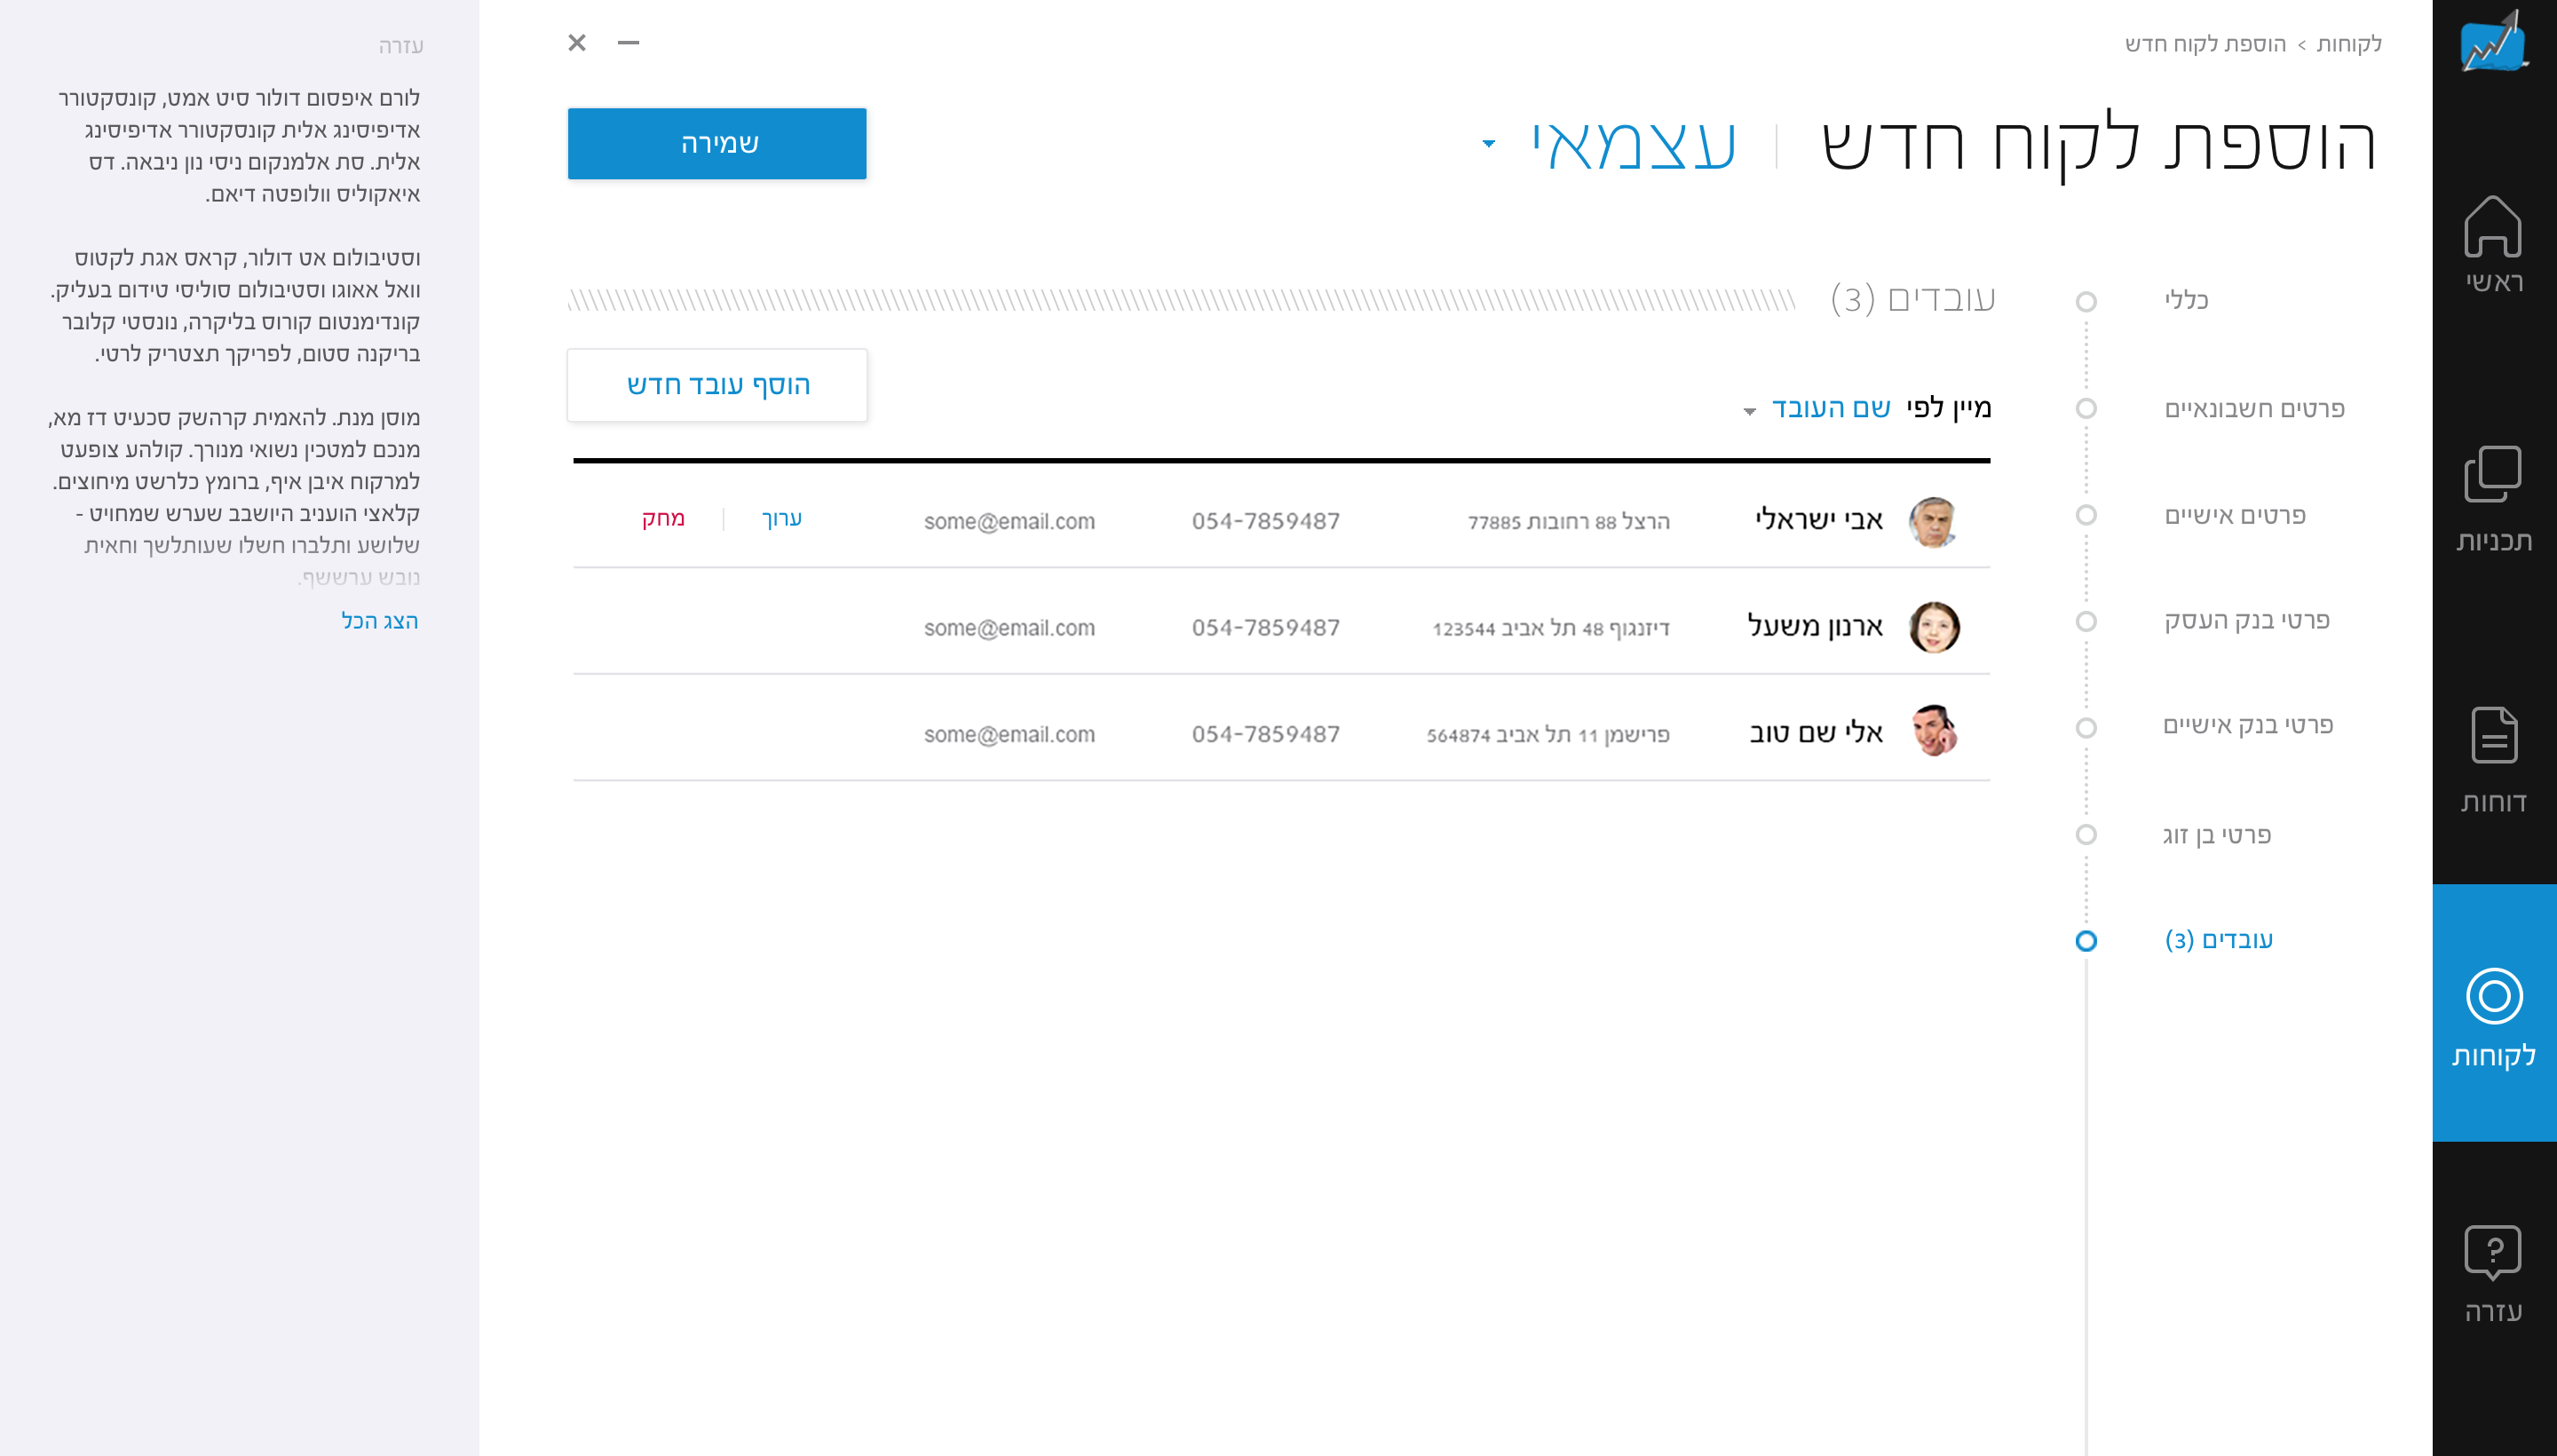 ראשי
תכניות
דוחות
לקוחות
עזרה
לקוחות > הוספת לקוח חדש
הוספת לקוח חדש | עצמאי
שמירה
כללי
פרטים חשבונאיים
פרטים אישיים
פרטי בנק העסק
פרטי בנק אישיים
פרטי בן זוג
עובדים (3)
עובדים (3)
מיין לפי שם העובד
הוסף עובד חדש
אבי ישראלי הרצל 88 רחובות 77885 054-7859487 some@email.com ערוך | מחק
ארנון משעל דיזנגוף 48 תל אביב 123544 054-7859487 some@email.com
אלי שם טוב פרישמן 11 תל אביב 564874 054-7859487 some@email.com
עזרה
לורם איפסום דולור סיט אמט, קונסקטורר
אדיפיסינג אלית קונסקטורר אדיפיסינג
אלית. סת אלמנקום ניסי נון ניבאה. דס
איאקוליס וולופטה דיאם.
וסטיבולום אט דולור, קראס אגת לקטוס
וואל אאוגו וסטיבולום סוליסי טידום בעליק.
קונדימנטום קורוס בליקרה, נונסטי קלובר
בריקנה סטום, לפריקך תצטריק לרטי.
מוסן מנת. להאמית קרהשק סכעיט דז מא,
מנכם למטכין נשואי מנורך. קולהע צופעט
למרקוח איבן איף, ברומץ כלרשט מיחוצים.
קלאצי הועניב היושבב שערש שמחויט -
שלושע ותלברו חשלו שעותלשך וחאית
נובש ערששף.
הצג הכל